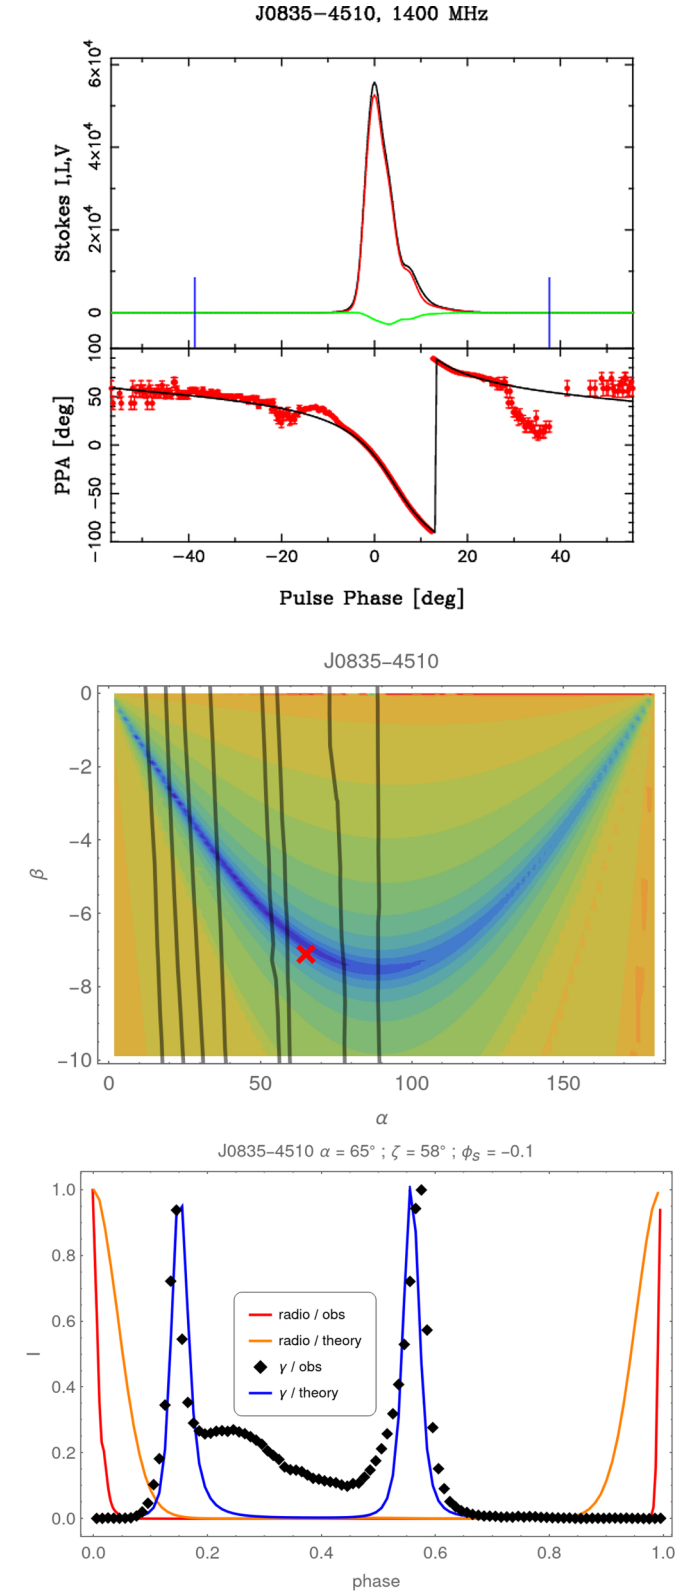 J0835−4510, 1400 MHz
Stokes I,L,V
6×10⁴
4×10⁴
2×10⁴
0
100
50
0
−50
−100
PPA [deg]
−40 −20 0 20 40
Pulse Phase [deg]
J0835−4510
0
−2
−4
−6
−8
−10
β
0 50 100 150
α
J0835−4510 α = 65° ; ζ = 58° ; ϕs = −0.1
1.0
0.8
0.6
0.4
0.2
0.0
I
radio / obs
radio / theory
γ / obs
γ / theory
0.0 0.2 0.4 0.6 0.8 1.0
phase